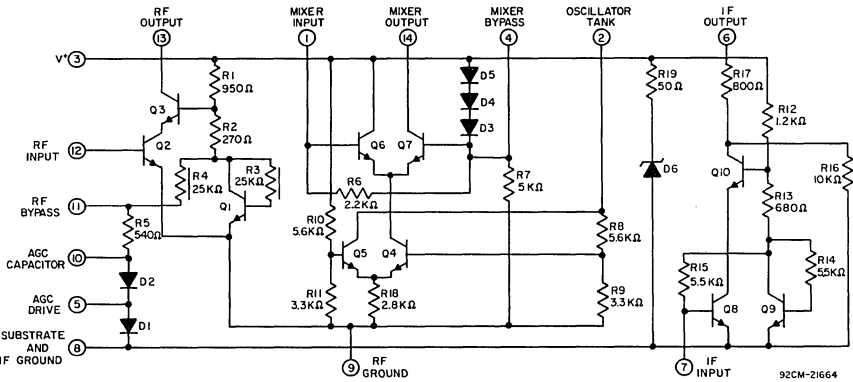 RF
OUTPUT
13
MIXER
INPUT
1
MIXER
OUTPUT
14
MIXER
BYPASS
4
OSCILLATOR
TANK
2
IF
OUTPUT
6
V+ 3
R1
950Ω
Q3
R2
270Ω
Q2
RF
INPUT
12
R4
25KΩ
R3
25KΩ
Q1
RF
BYPASS
11
R5
540Ω
AGC
CAPACITOR
10
D2
AGC
DRIVE
5
D1
SUBSTRATE
AND
IF GROUND
8
D5
D4
D3
Q6
Q7
R6
2.2KΩ
R7
5KΩ
R10
5.6KΩ
Q5
Q4
R8
5.6KΩ
R11
3.3KΩ
R18
2.8KΩ
R9
3.3KΩ
9
RF
GROUND
R19
50Ω
D6
R17
800Ω
R12
1.2KΩ
Q10
R16
10KΩ
R13
680Ω
R15
5.5KΩ
R14
5.5KΩ
Q8
Q9
7
IF
INPUT
92CM-21664